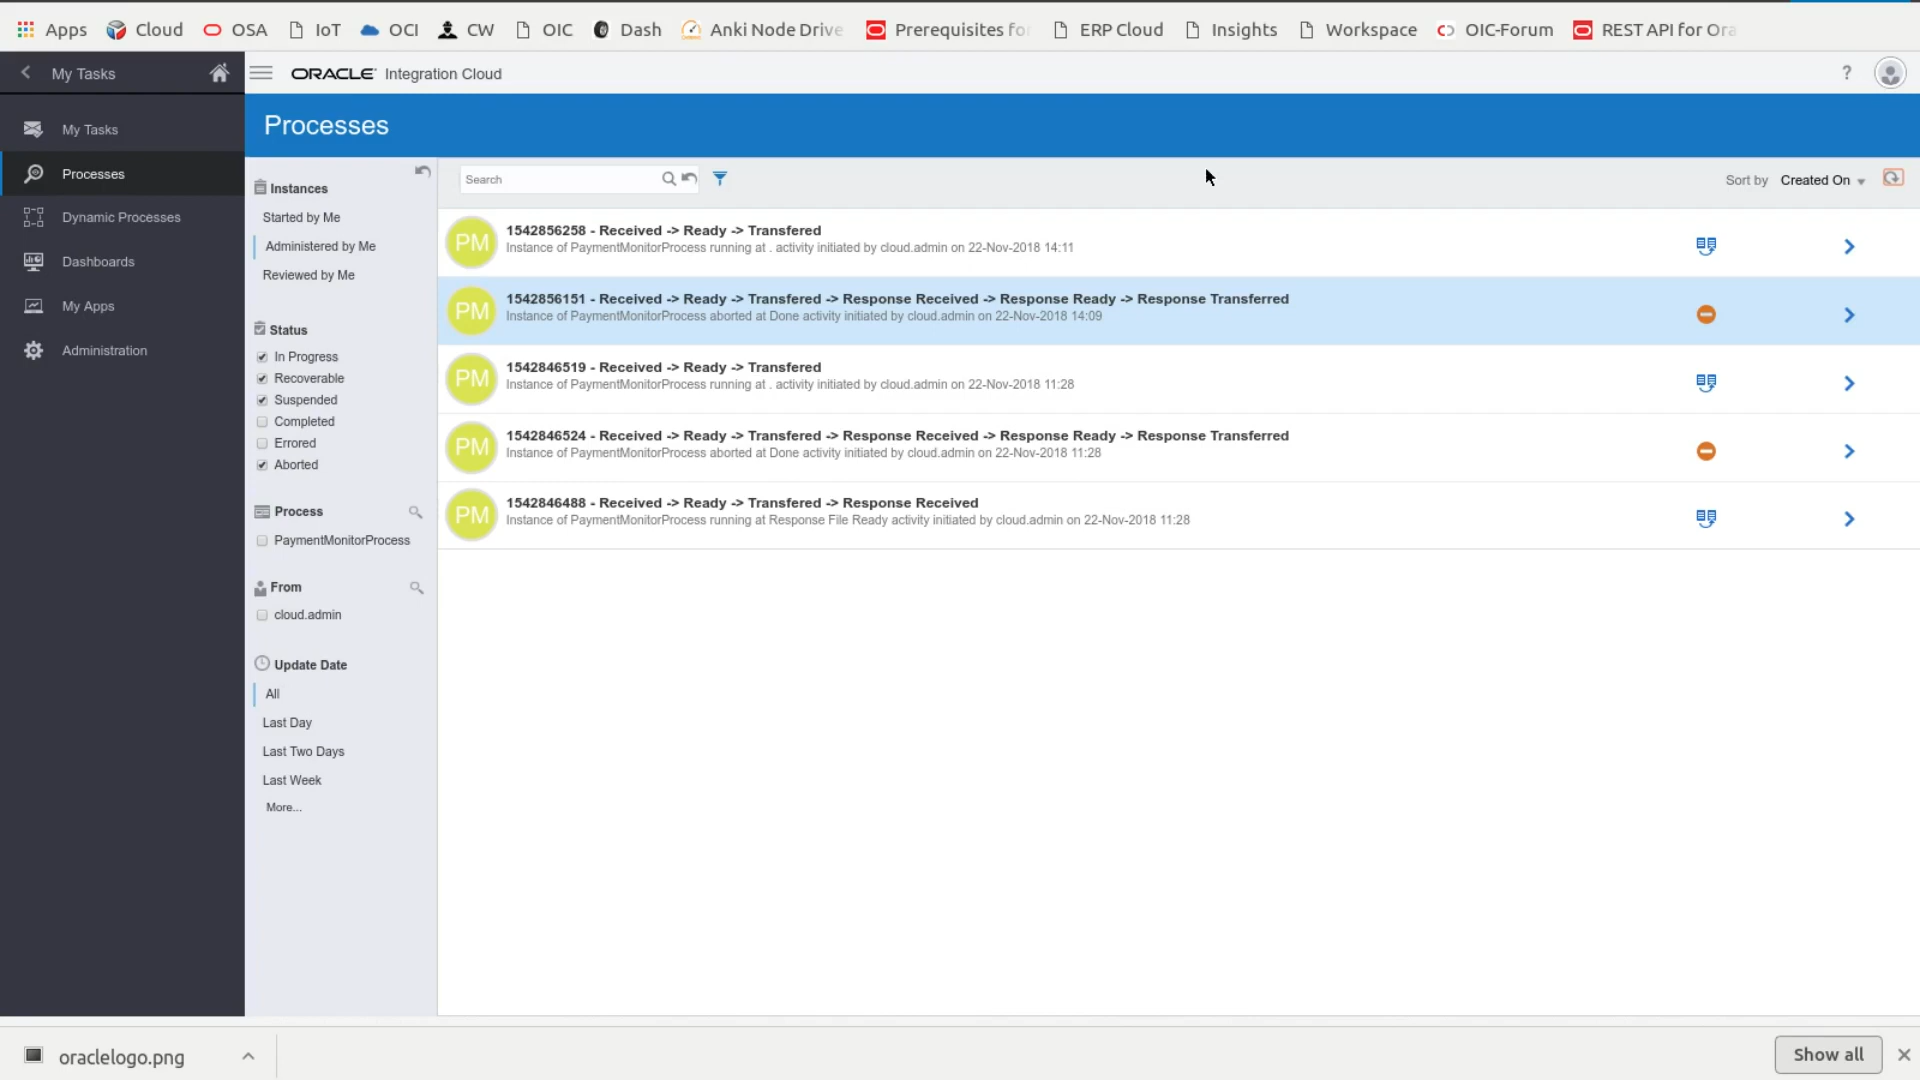 Apps Cloud OSA IoT OCI CW OIC Dash Anki Node Drive Prerequisites for ERP Cloud Insights Workspace OIC-Forum REST API for Ora
My Tasks
ORACLE Integration Cloud
?
My Tasks
Processes
Dynamic Processes
Dashboards
My Apps
Administration
Processes
Instances
Started by Me
Administered by Me
Reviewed by Me
Status
In Progress
Recoverable
Suspended
Completed
Errored
Aborted
Process
PaymentMonitorProcess
From
cloud.admin
Update Date
All
Last Day
Last Two Days
Last Week
More...
Search
Sort by Created On
PM
1542856258 - Received -> Ready -> Transfered
Instance of PaymentMonitorProcess running at . activity initiated by cloud.admin on 22-Nov-2018 14:11
PM
1542856151 - Received -> Ready -> Transfered -> Response Received -> Response Ready -> Response Transferred
Instance of PaymentMonitorProcess aborted at Done activity initiated by cloud.admin on 22-Nov-2018 14:09
PM
1542846519 - Received -> Ready -> Transfered
Instance of PaymentMonitorProcess running at . activity initiated by cloud.admin on 22-Nov-2018 11:28
PM
1542846524 - Received -> Ready -> Transfered -> Response Received -> Response Ready -> Response Transferred
Instance of PaymentMonitorProcess aborted at Done activity initiated by cloud.admin on 22-Nov-2018 11:28
PM
1542846488 - Received -> Ready -> Transfered -> Response Received
Instance of PaymentMonitorProcess running at Response File Ready activity initiated by cloud.admin on 22-Nov-2018 11:28
oraclelogo.png
Show all